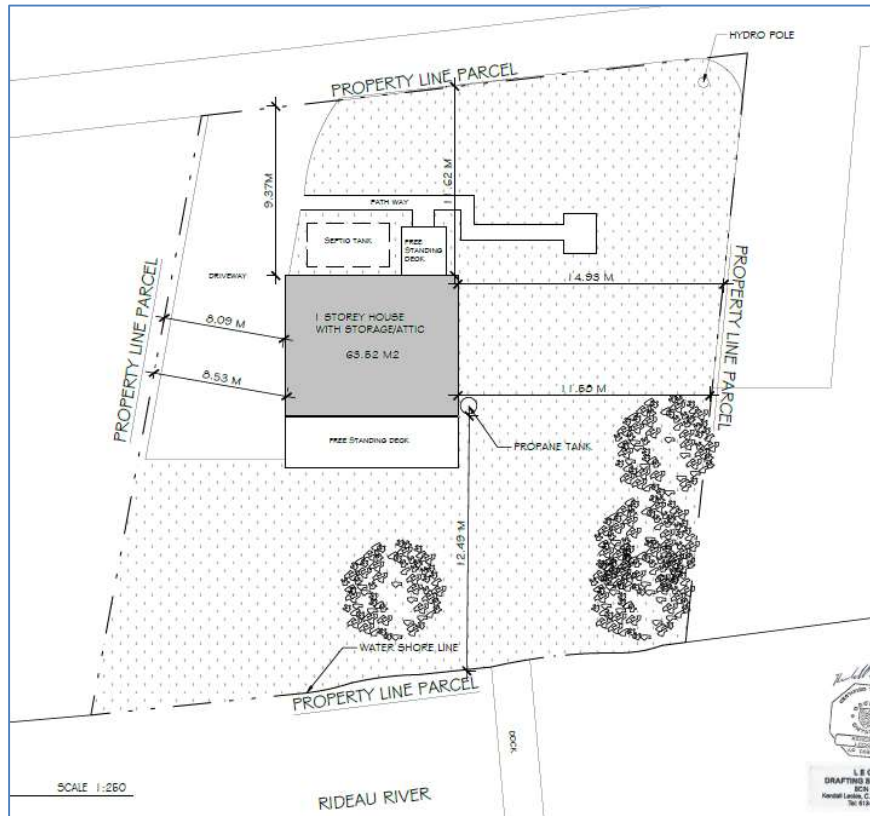 HYDRO POLE
PROPERTY LINE PARCEL
9.37M
11.62 M
PATH WAY
SEPTIC TANK
FREE
STANDING
DECK
DRIVEWAY
14.93 M
PROPERTY LINE PARCEL
PROPERTY LINE PARCEL
8.09 M
1 STOREY HOUSE
WITH STORAGE/ATTIC
63.52 M2
8.53 M
FREE STANDING DECK
PROPANE TANK
12.49 M
WATER SHORE LINE
PROPERTY LINE PARCEL
DOCK
SCALE 1:250
RIDEAU RIVER
DRAFTING